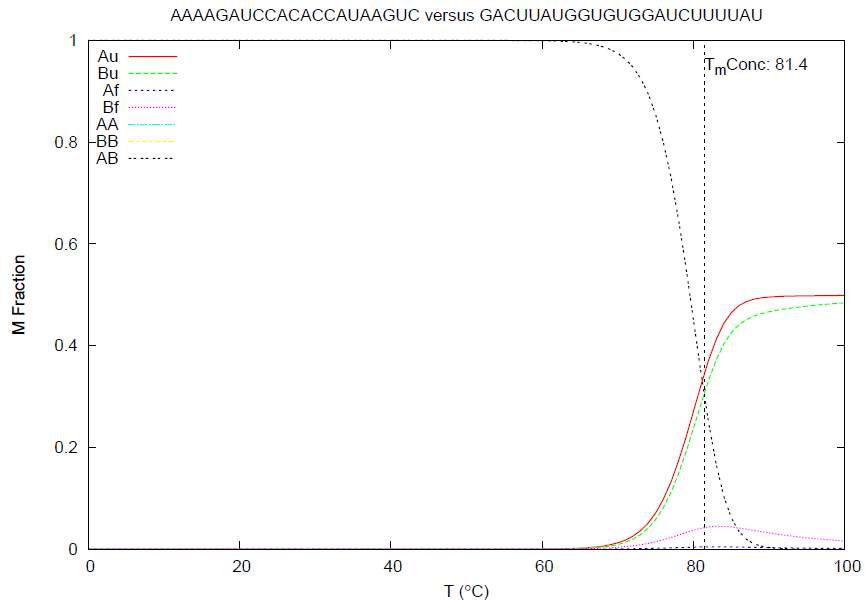 AAAAGAUCCACACCAUAAGUC versus GACUUAUGGUGUGGAUCUUUUAU
1
Au
Bu
Af
Bf
AA
BB
AB
TmConc: 81.4
0.8
0.6
M Fraction
0.4
0.2
0
0 20 40 60 80 100
T (°C)